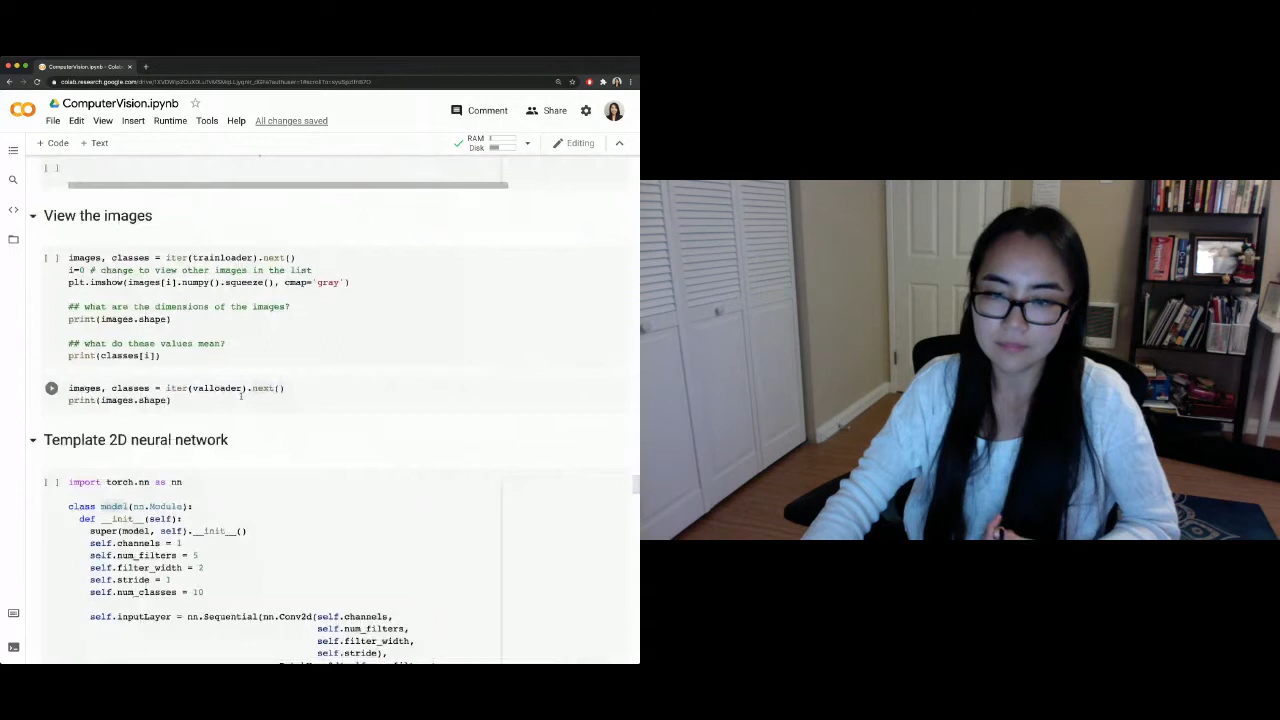 ComputerVision.ipynb - Colab
ComputerVision.ipynb
File Edit View Insert Runtime Tools Help All changes saved
Comment Share
+ Code + Text
RAM
Disk
Editing
[ ]
View the images
[ ] images, classes = iter(trainloader).next()
i=0 # change to view other images in the list
plt.imshow(images[i].numpy().squeeze(), cmap='gray')
## what are the dimensions of the images?
print(images.shape)
## what do these values mean?
print(classes[i])
images, classes = iter(valloader).next()
print(images.shape)
Template 2D neural network
[ ] import torch.nn as nn
class model(nn.Module):
def __init__(self):
super(model, self).__init__()
self.channels = 1
self.num_filters = 5
self.filter_width = 2
self.stride = 1
self.num_classes = 10
self.inputLayer = nn.Sequential(nn.Conv2d(self.channels,
self.num_filters,
self.filter_width,
self.stride),